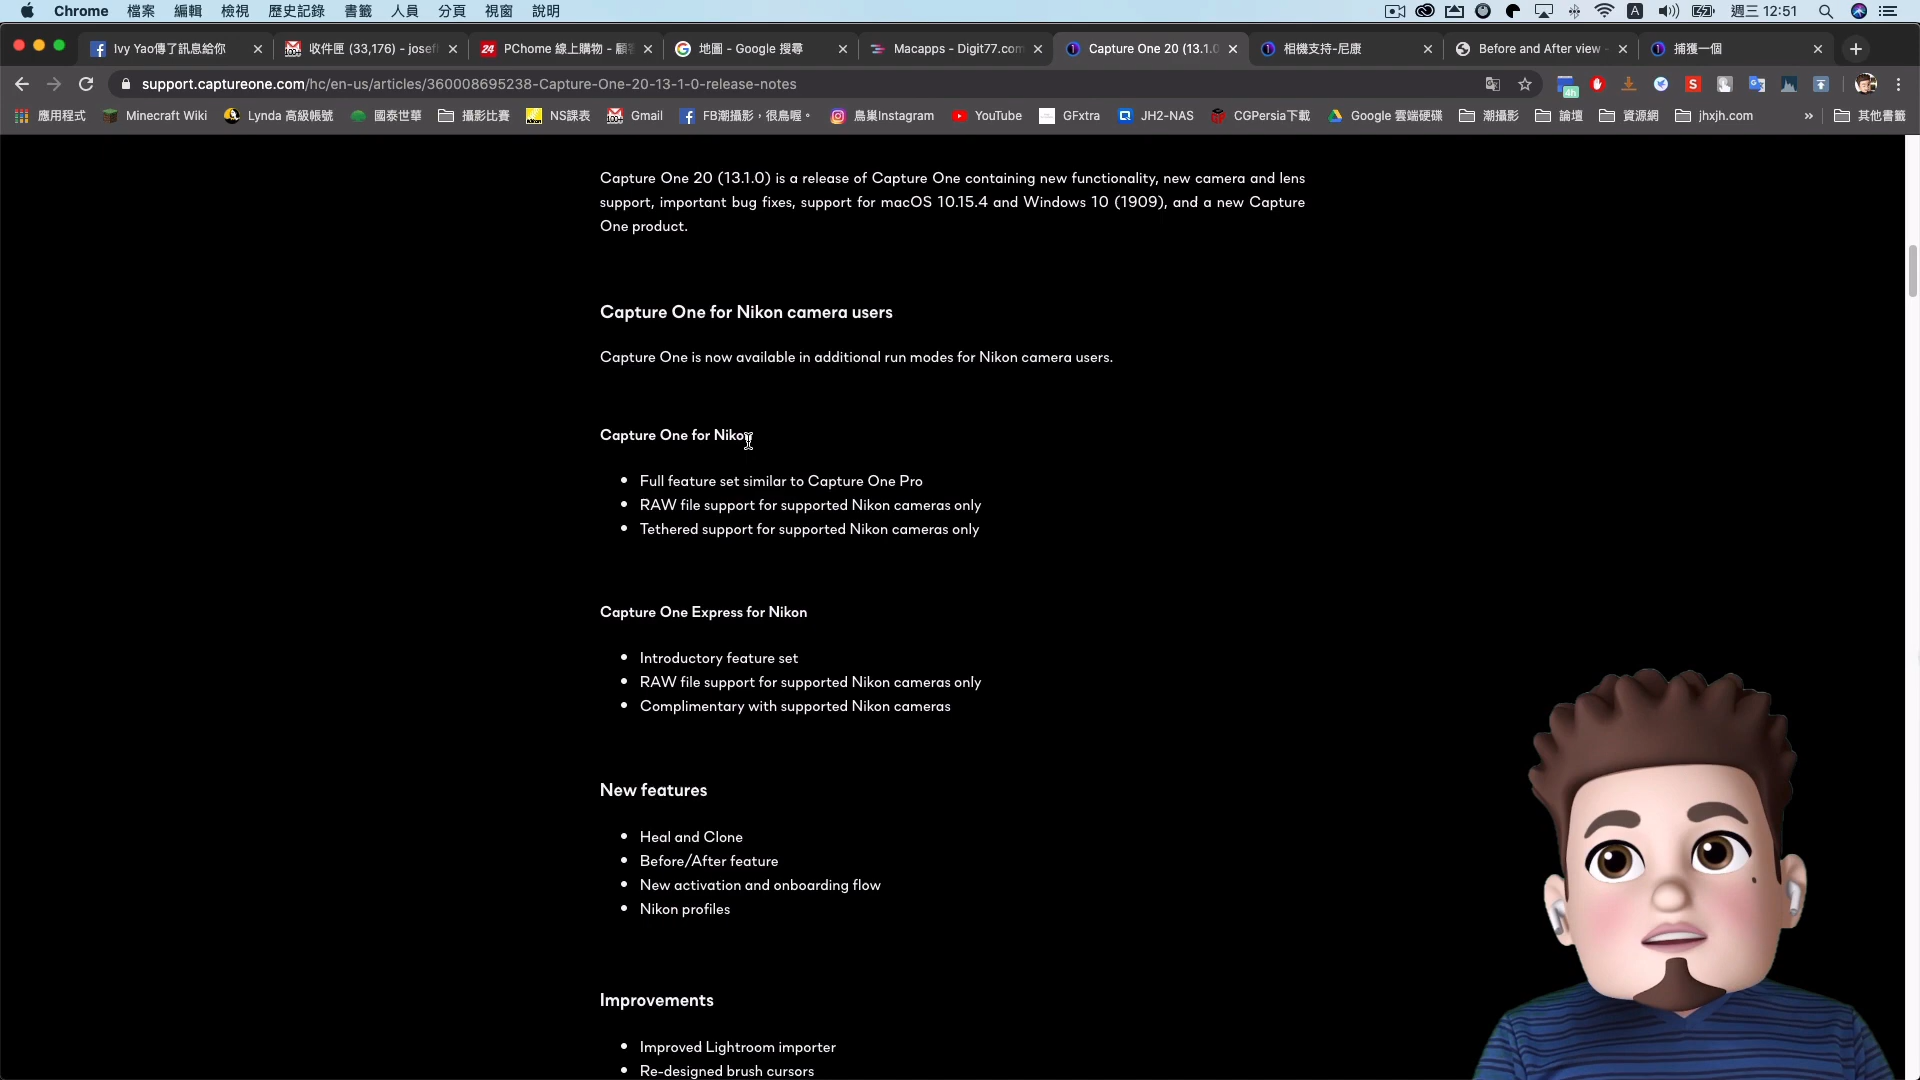 Chrome 檔案 編輯 檢視 歷史記錄 書籤 人員 分頁 視窗 說明 A 週三 12:51
Ivy Yao傳了訊息給你 收件匣 (33,176) - josef 24 PChome 線上購物 - 顧 地圖 - Google 搜尋 Macapps - Digit77.com Capture One 20 (13.1.0 相機支持-尼康 Before and After view - 捕獲一個
support.captureone.com/hc/en-us/articles/360008695238-Capture-One-20-13-1-0-release-notes 4h S
應用程式 Minecraft Wiki Lynda 高級帳號 國泰世華 攝影比賽 NS課表 100+ Gmail FB潮攝影，很鳥喔。 鳥巢Instagram YouTube GFxtra JH2-NAS CGPersia下載 Google 雲端硬碟 潮攝影 論壇 資源網 jhxjh.com » 其他書籤
Capture One 20 (13.1.0) is a release of Capture One containing new functionality, new camera and lens
support, important bug fixes, support for macOS 10.15.4 and Windows 10 (1909), and a new Capture
One product.
Capture One for Nikon camera users
Capture One is now available in additional run modes for Nikon camera users.
Capture One for Nikon
Full feature set similar to Capture One Pro
RAW file support for supported Nikon cameras only
Tethered support for supported Nikon cameras only
Capture One Express for Nikon
Introductory feature set
RAW file support for supported Nikon cameras only
Complimentary with supported Nikon cameras
New features
Heal and Clone
Before/After feature
New activation and onboarding flow
Nikon profiles
Improvements
Improved Lightroom importer
Re-designed brush cursors